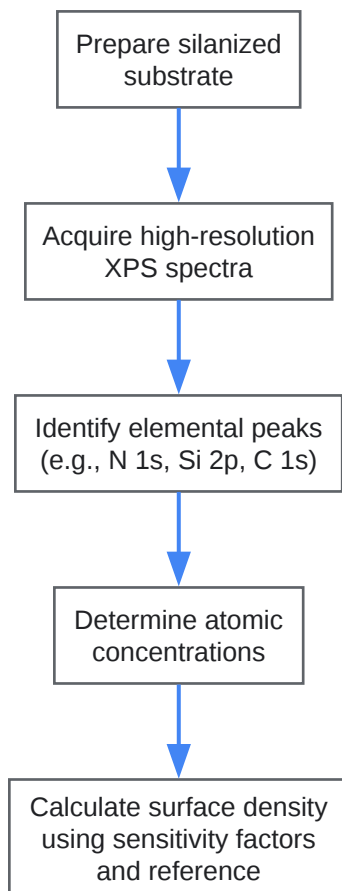 Prepare silanized
substrate
Acquire high-resolution
XPS spectra
Identify elemental peaks
(e.g., N 1s, Si 2p, C 1s)
Determine atomic
concentrations
Calculate surface density
using sensitivity factors
and reference